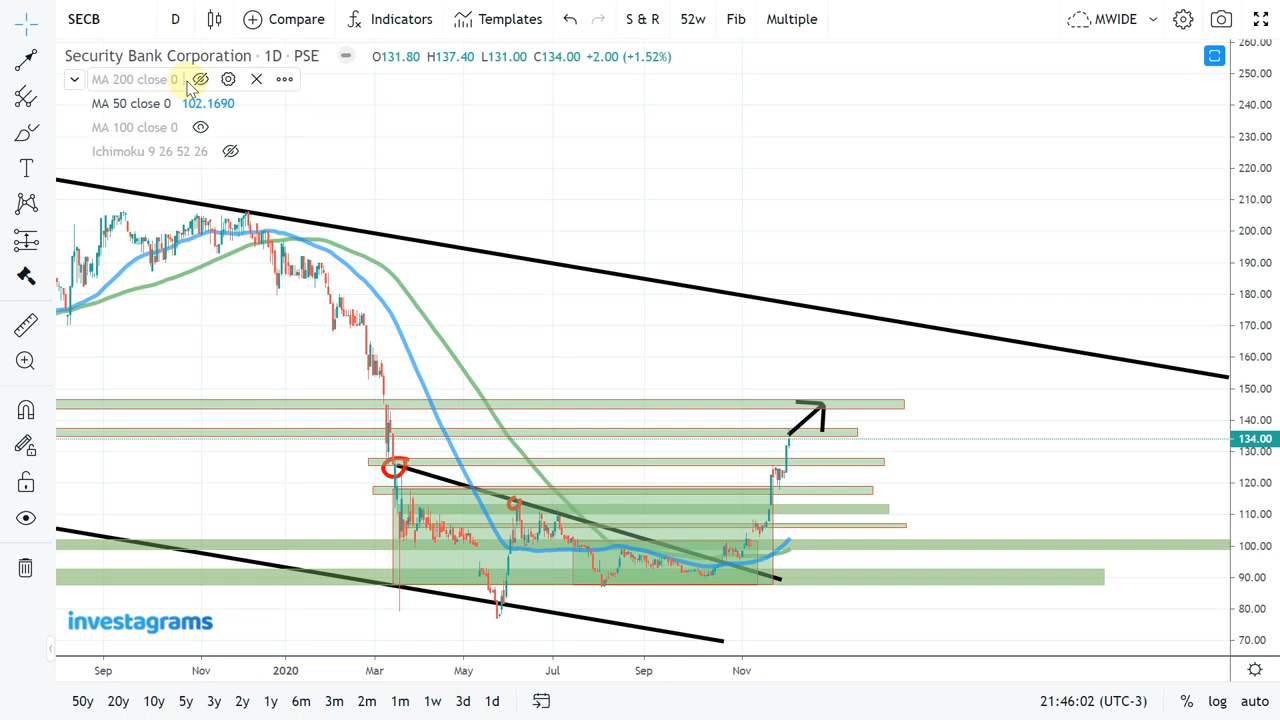 SECB D Compare Indicators Templates S & R 52w Fib Multiple MWIDE
Security Bank Corporation · 1D · PSE O131.80 H137.40 L131.00 C134.00 +2.00 (+1.52%)
MA 200 close 0
MA 50 close 0 102.1690
MA 100 close 0
Ichimoku 9 26 52 26
260.00
250.00
240.00
230.00
220.00
210.00
200.00
190.00
180.00
170.00
160.00
150.00
140.00
134.00
130.00
120.00
110.00
100.00
90.00
80.00
70.00
investagrams
Sep Nov 2020 Mar May Jul Sep Nov
50y 20y 10y 5y 3y 2y 1y 6m 3m 2m 1m 1w 3d 1d 21:46:02 (UTC-3) % log auto